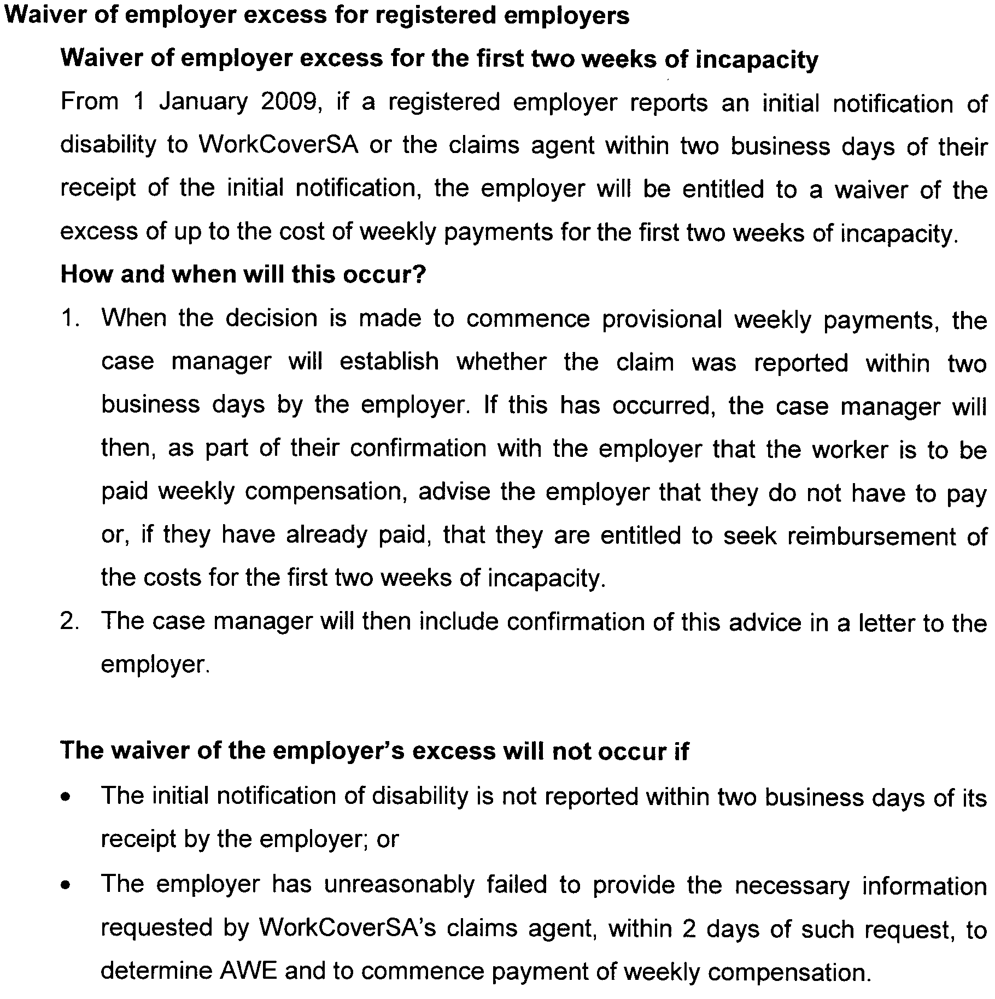 Waiver of employer excess for registered employers
Waiver of employer excess for the first two weeks of incapacity
From 1 January 2009, if a registered employer reports an initial notification of
disability to WorkCoverSA or the claims agent within two business days of their
receipt of the initial notification, the employer will be entitled to a waiver of the
excess of up to the cost of weekly payments for the first two weeks of incapacity.
How and when will this occur?
1. When the decision is made to commence provisional weekly payments, the
case manager will establish whether the claim was reported within two
business days by the employer. If this has occurred, the case manager will
then, as part of their confirmation with the employer that the worker is to be
paid weekly compensation, advise the employer that they do not have to pay
or, if they have already paid, that they are entitled to seek reimbursement of
the costs for the first two weeks of incapacity.
2. The case manager will then include confirmation of this advice in a letter to the
employer.
The waiver of the employer's excess will not occur if
• The initial notification of disability is not reported within two business days of its
receipt by the employer; or
• The employer has unreasonably failed to provide the necessary information
requested by WorkCoverSA's claims agent, within 2 days of such request, to
determine AWE and to commence payment of weekly compensation.